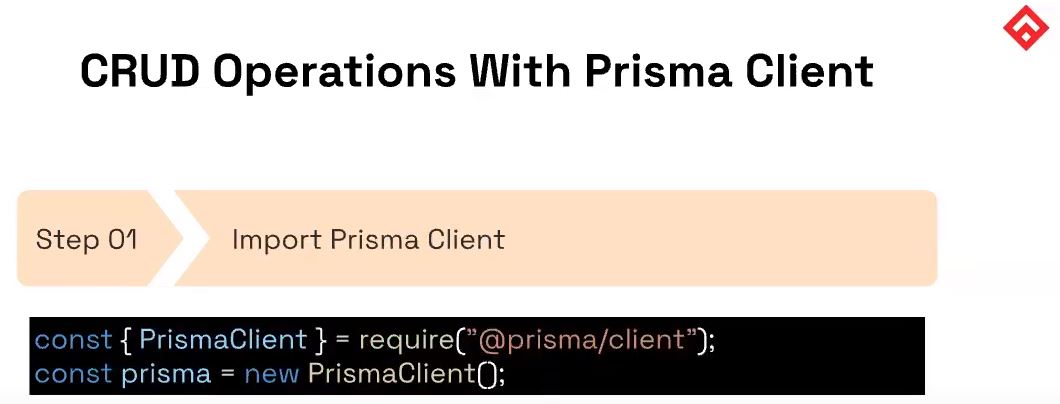 CRUD Operations With Prisma Client
Step 01
Import Prisma Client
const { PrismaClient } = require(”@prisma/client”);
const prisma = new PrismaClient();